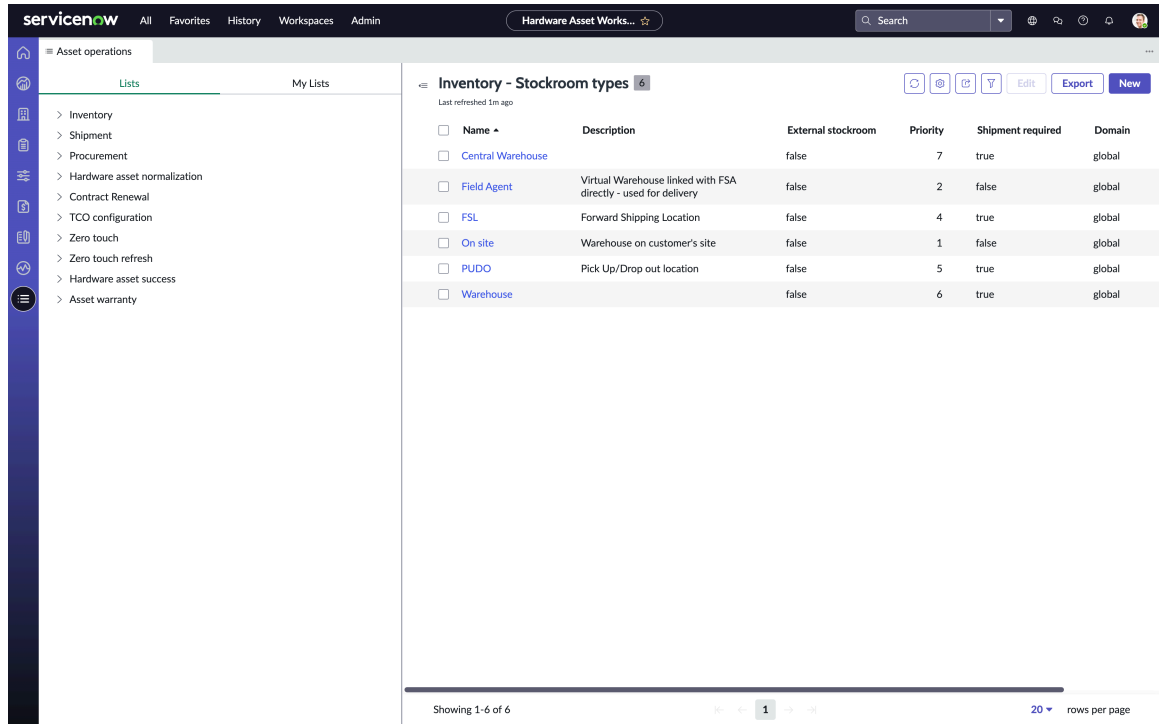 servicenow All Favorites History Workspaces Admin Hardware Asset Works... Search
Asset operations
Lists My Lists
Inventory
Shipment
Procurement
Hardware asset normalization
Contract Renewal
TCO configuration
Zero touch
Zero touch refresh
Hardware asset success
Asset warranty
Inventory - Stockroom types 6
Last refreshed 1m ago
Edit Export New
Name Description External stockroom Priority Shipment required Domain
Central Warehouse false 7 true global
Field Agent Virtual Warehouse linked with FSA false 2 false global
directly - used for delivery
FSL Forward Shipping Location false 4 true global
On site Warehouse on customer's site false 1 false global
PUDO Pick Up/Drop out location false 5 true global
Warehouse false 6 true global
Showing 1-6 of 6 1 20 rows per page